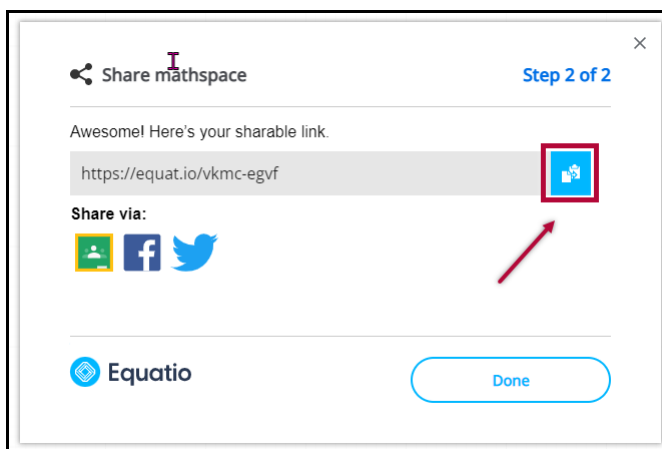 Share mathspace
Step 2 of 2
Awesome! Here's your sharable link.
https://equat.io/vkmc-egvf
Share via:
Equatio
Done